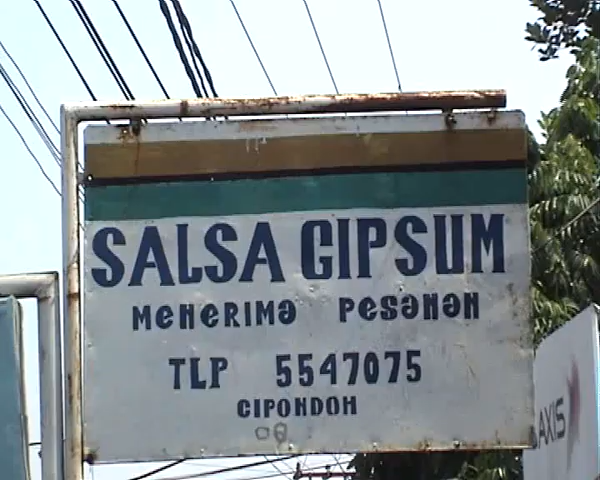 SALSA GIPSUM
MENERIMA PESANAN
TLP 5547075
CIPONDOH
AXIS